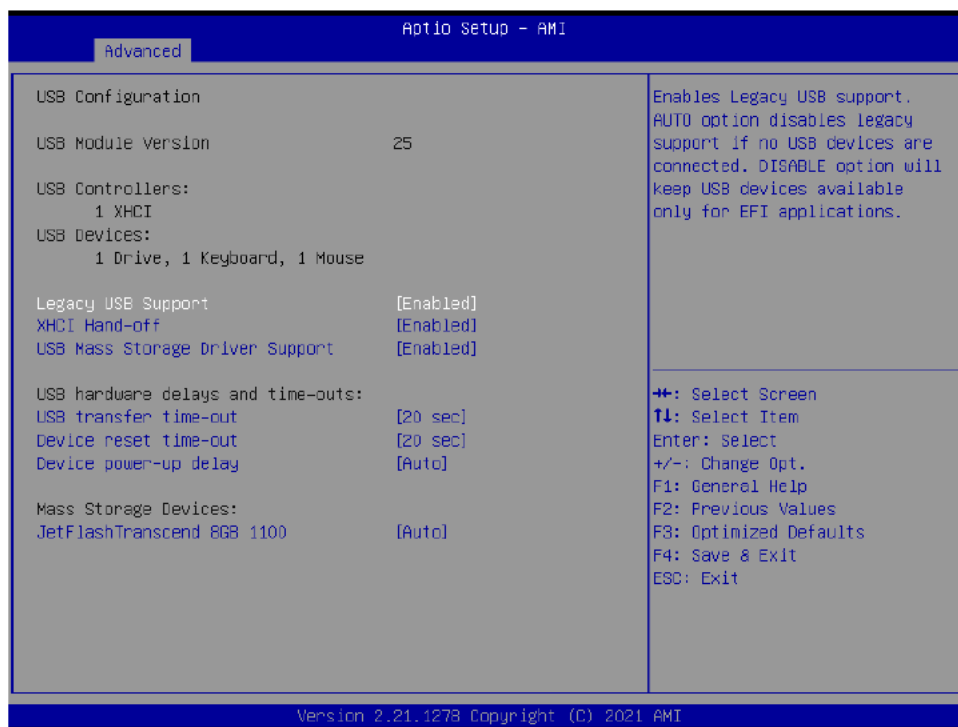 Aptio Setup - AMI
Advanced
USB Configuration
USB Module Version 25
USB Controllers:
1 XHCI
USB Devices:
1 Drive, 1 Keyboard, 1 Mouse
Legacy USB Support [Enabled]
XHCI Hand-off [Enabled]
USB Mass Storage Driver Support [Enabled]
USB hardware delays and time-outs:
USB transfer time-out [20 sec]
Device reset time-out [20 sec]
Device power-up delay [Auto]
Mass Storage Devices:
JetFlashTranscend 8GB 1100 [Auto]
Enables Legacy USB support.
AUTO option disables legacy
support if no USB devices are
connected. DISABLE option will
keep USB devices available
only for EFI applications.
→←: Select Screen
↑↓: Select Item
Enter: Select
+/-: Change Opt.
F1: General Help
F2: Previous Values
F3: Optimized Defaults
F4: Save & Exit
ESC: Exit
Version 2.21.1278 Copyright (C) 2021 AMI